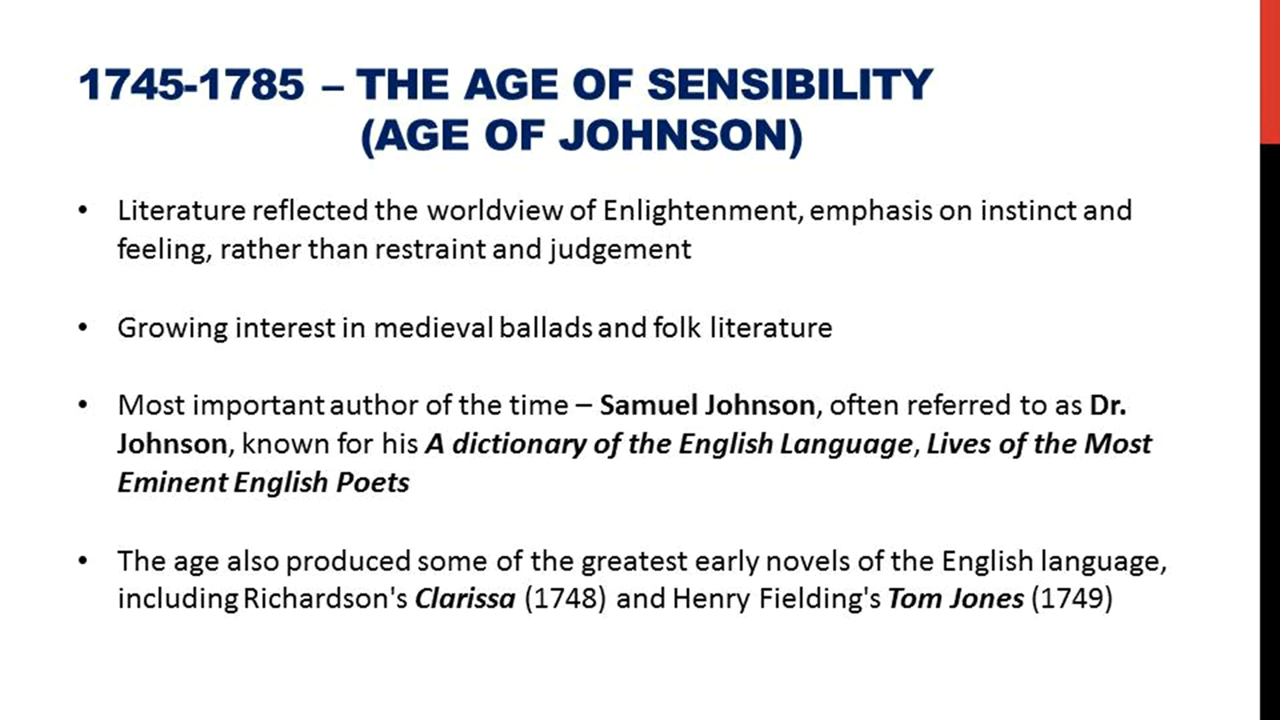 1745-1785 – THE AGE OF SENSIBILITY
(AGE OF JOHNSON)
• Literature reflected the worldview of Enlightenment, emphasis on instinct and
feeling, rather than restraint and judgement
• Growing interest in medieval ballads and folk literature
• Most important author of the time – Samuel Johnson, often referred to as Dr.
Johnson, known for his A dictionary of the English Language, Lives of the Most
Eminent English Poets
• The age also produced some of the greatest early novels of the English language,
including Richardson's Clarissa (1748) and Henry Fielding's Tom Jones (1749)